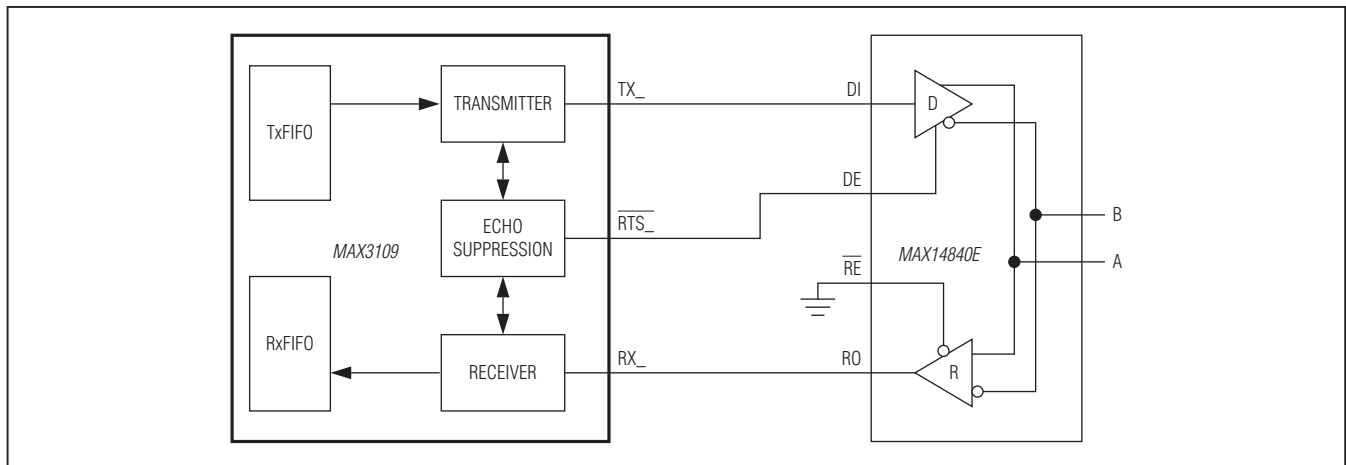 TxFIFO
TRANSMITTER
TX_
DI
D
DE
ECHO
SUPPRESSION
RTS_
MAX3109
MAX14840E
B
A
RE
RxFIFO
RECEIVER
RX_
RO
R